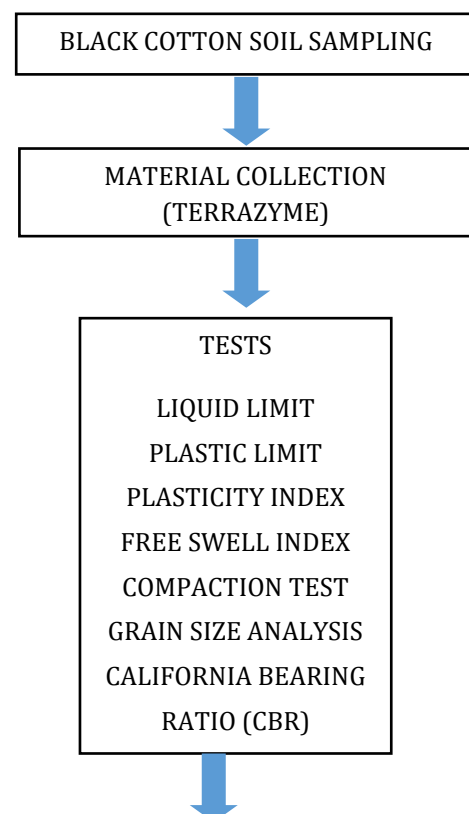 BLACK COTTON SOIL SAMPLING
MATERIAL COLLECTION
(TERRAZYME)
TESTS
LIQUID LIMIT
PLASTIC LIMIT
PLASTICITY INDEX
FREE SWELL INDEX
COMPACTION TEST
GRAIN SIZE ANALYSIS
CALIFORNIA BEARING
RATIO (CBR)